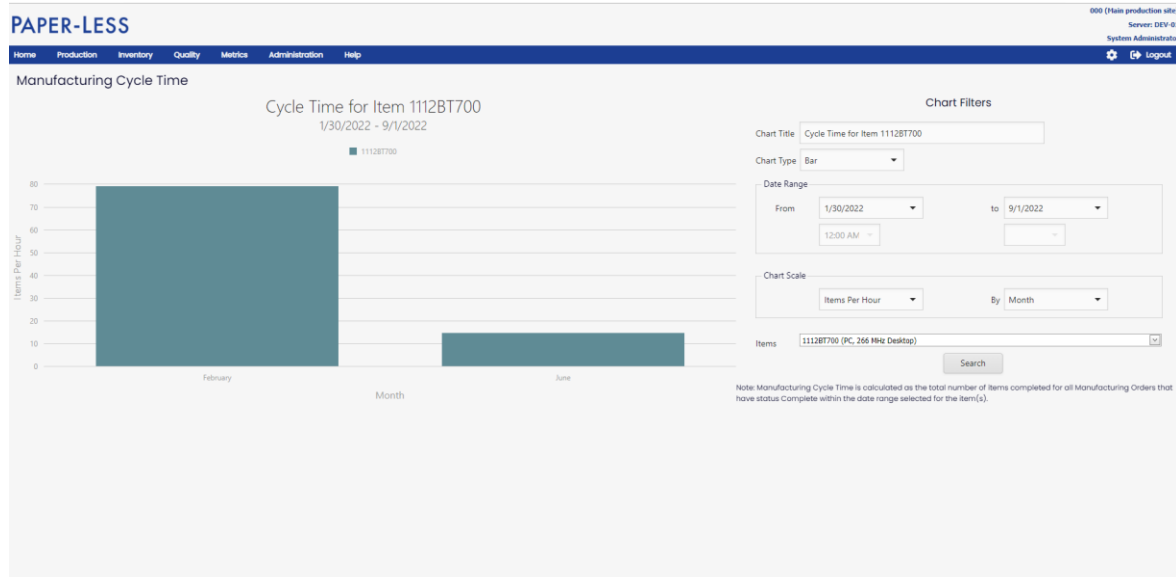 PAPER-LESS
000 (Main production site
Server: DEV-0
System Administrato
Home Production Inventory Quality Metrics Administration Help Logout
Manufacturing Cycle Time
Cycle Time for Item 1112BT700
1/30/2022 - 9/1/2022
1112BT700
80
70
60
50
40
30
20
10
0
Items Per Hour
February June
Month
Chart Filters
Chart Title Cycle Time for Item 1112BT700
Chart Type Bar
Date Range
From 1/30/2022 to 9/1/2022
12:00 AM
Chart Scale
Items Per Hour By Month
Items 1112BT700 (PC, 266 MHz Desktop)
Search
Note: Manufacturing Cycle Time is calculated as the total number of items completed for all Manufacturing Orders that
have status Complete within the date range selected for the item(s).